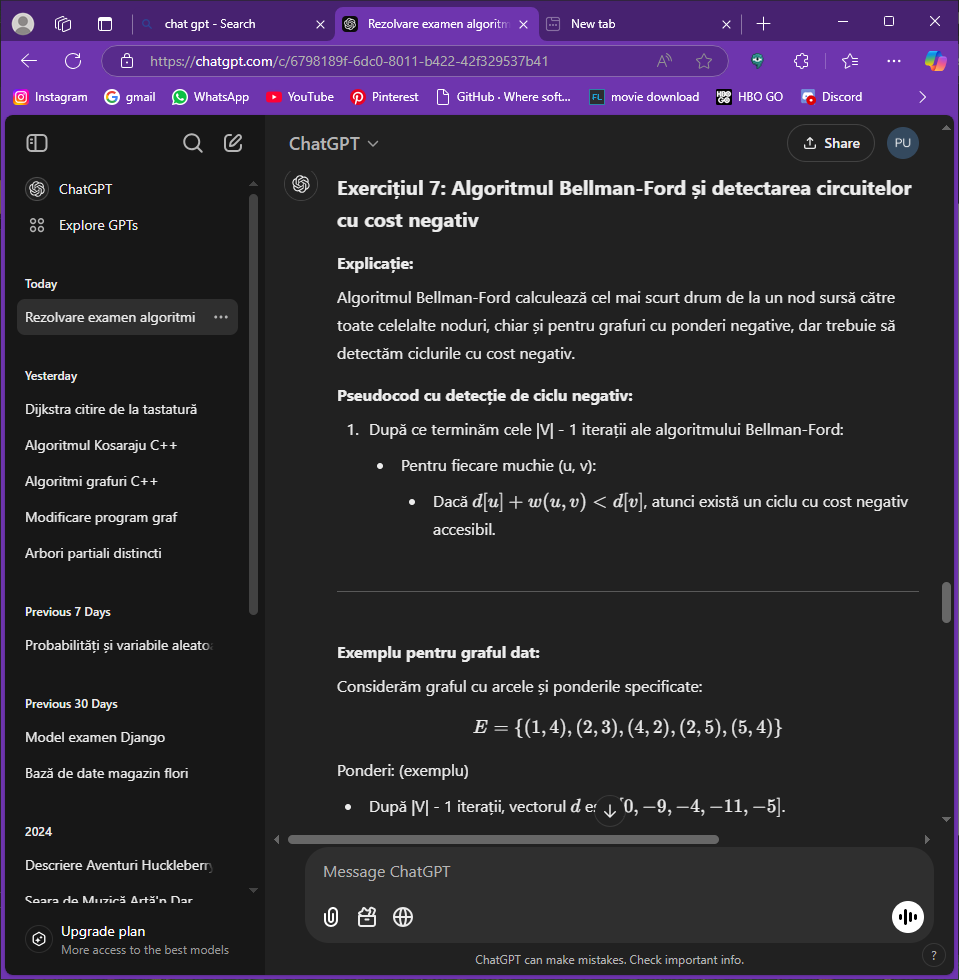 chat gpt - Search
Rezolvare examen algoritm
New tab
https://chatgpt.com/c/6798189f-6dc0-8011-b422-42f329537b41
Instagram
gmail
WhatsApp
YouTube
Pinterest
GitHub · Where soft...
FL
movie download
HBO GO
HBO GO
Discord
ChatGPT
Explore GPTs
Today
Rezolvare examen algoritmi
Yesterday
Dijkstra citire de la tastatură
Algoritmul Kosaraju C++
Algoritmi grafuri C++
Modificare program graf
Arbori partiali distincti
Previous 7 Days
Probabilități și variabile aleatoa
Previous 30 Days
Model examen Django
Bază de date magazin flori
2024
Descriere Aventuri Huckleberry
Seara de Muzică Artă'n Dar
Upgrade plan
More access to the best models
ChatGPT
Share
PU
Exercițiul 7: Algoritmul Bellman-Ford și detectarea circuitelor
cu cost negativ
Explicație:
Algoritmul Bellman-Ford calculează cel mai scurt drum de la un nod sursă către
toate celelalte noduri, chiar și pentru grafuri cu ponderi negative, dar trebuie să
detectăm ciclurile cu cost negativ.
Pseudocod cu detecție de ciclu negativ:
1. După ce terminăm cele |V| - 1 iterații ale algoritmului Bellman-Ford:
• Pentru fiecare muchie (u, v):
• Dacă d[u] + w(u, v) < d[v], atunci există un ciclu cu cost negativ
accesibil.
Exemplu pentru graful dat:
Considerăm graful cu arcele și ponderile specificate:
E = {(1, 4), (2, 3), (4, 2), (2, 5), (5, 4)}
Ponderi: (exemplu)
• După |V| - 1 iterații, vectorul d es [0, −9, −4, −11, −5].
Message ChatGPT
ChatGPT can make mistakes. Check important info.
?